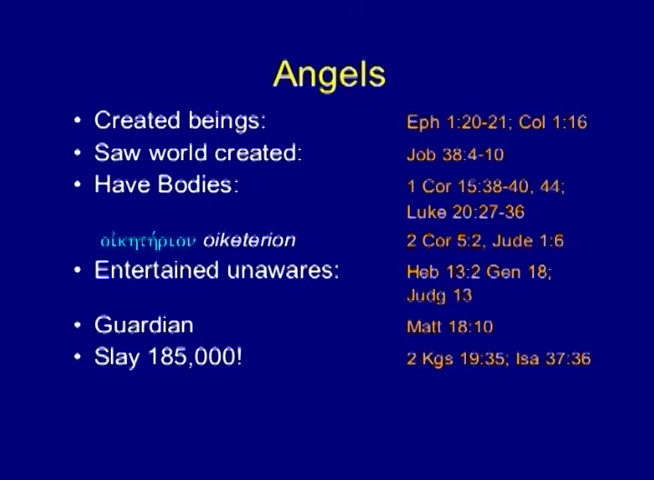 Angels
• Created beings: Eph 1:20-21; Col 1:16
• Saw world created: Job 38:4-10
• Have Bodies: 1 Cor 15:38-40, 44;
Luke 20:27-36
οἰκητήριον oiketerion 2 Cor 5:2, Jude 1:6
• Entertained unawares: Heb 13:2 Gen 18;
Judg 13
• Guardian Matt 18:10
• Slay 185,000! 2 Kgs 19:35; Isa 37:36